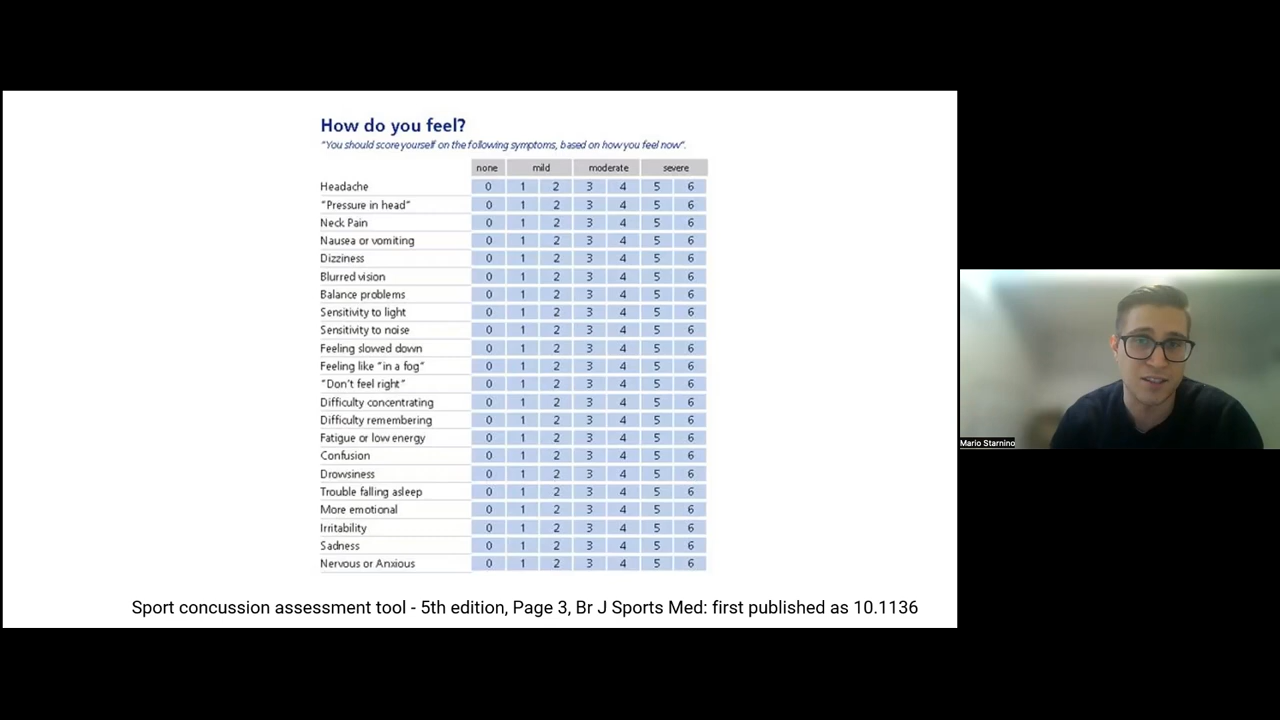 How do you feel?
"You should score yourself on the following symptoms, based on how you feel now".
none mild moderate severe
Headache 0 1 2 3 4 5 6
"Pressure in head" 0 1 2 3 4 5 6
Neck Pain 0 1 2 3 4 5 6
Nausea or vomiting 0 1 2 3 4 5 6
Dizziness 0 1 2 3 4 5 6
Blurred vision 0 1 2 3 4 5 6
Balance problems 0 1 2 3 4 5 6
Sensitivity to light 0 1 2 3 4 5 6
Sensitivity to noise 0 1 2 3 4 5 6
Feeling slowed down 0 1 2 3 4 5 6
Feeling like "in a fog" 0 1 2 3 4 5 6
"Don't feel right" 0 1 2 3 4 5 6
Difficulty concentrating 0 1 2 3 4 5 6
Difficulty remembering 0 1 2 3 4 5 6
Fatigue or low energy 0 1 2 3 4 5 6
Confusion 0 1 2 3 4 5 6
Drowsiness 0 1 2 3 4 5 6
Trouble falling asleep 0 1 2 3 4 5 6
More emotional 0 1 2 3 4 5 6
Irritability 0 1 2 3 4 5 6
Sadness 0 1 2 3 4 5 6
Nervous or Anxious 0 1 2 3 4 5 6
Sport concussion assessment tool - 5th edition, Page 3, Br J Sports Med: first published as 10.1136
Mario Starnino